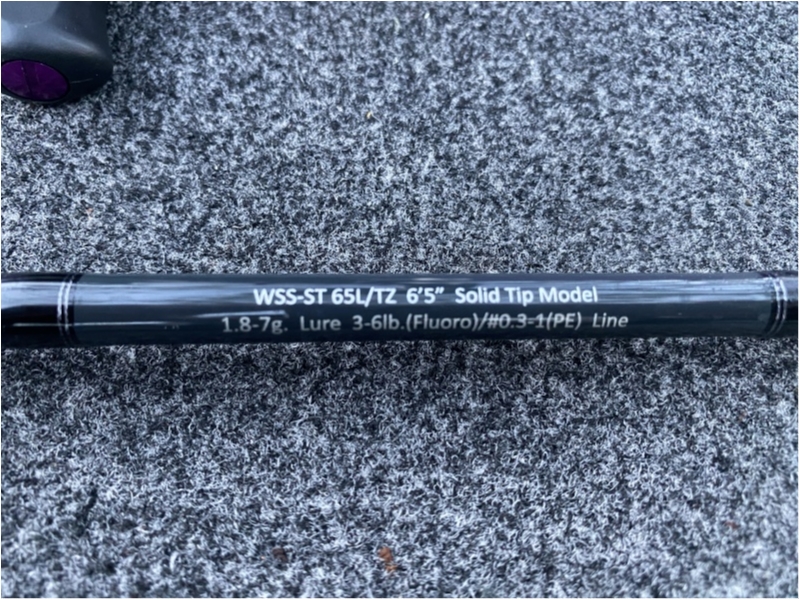 WSS-ST 65L/TZ 6'5" Solid Tip Model
1.8-7g. Lure 3-6lb.(Fluoro)/#0.3-1(PE) Line